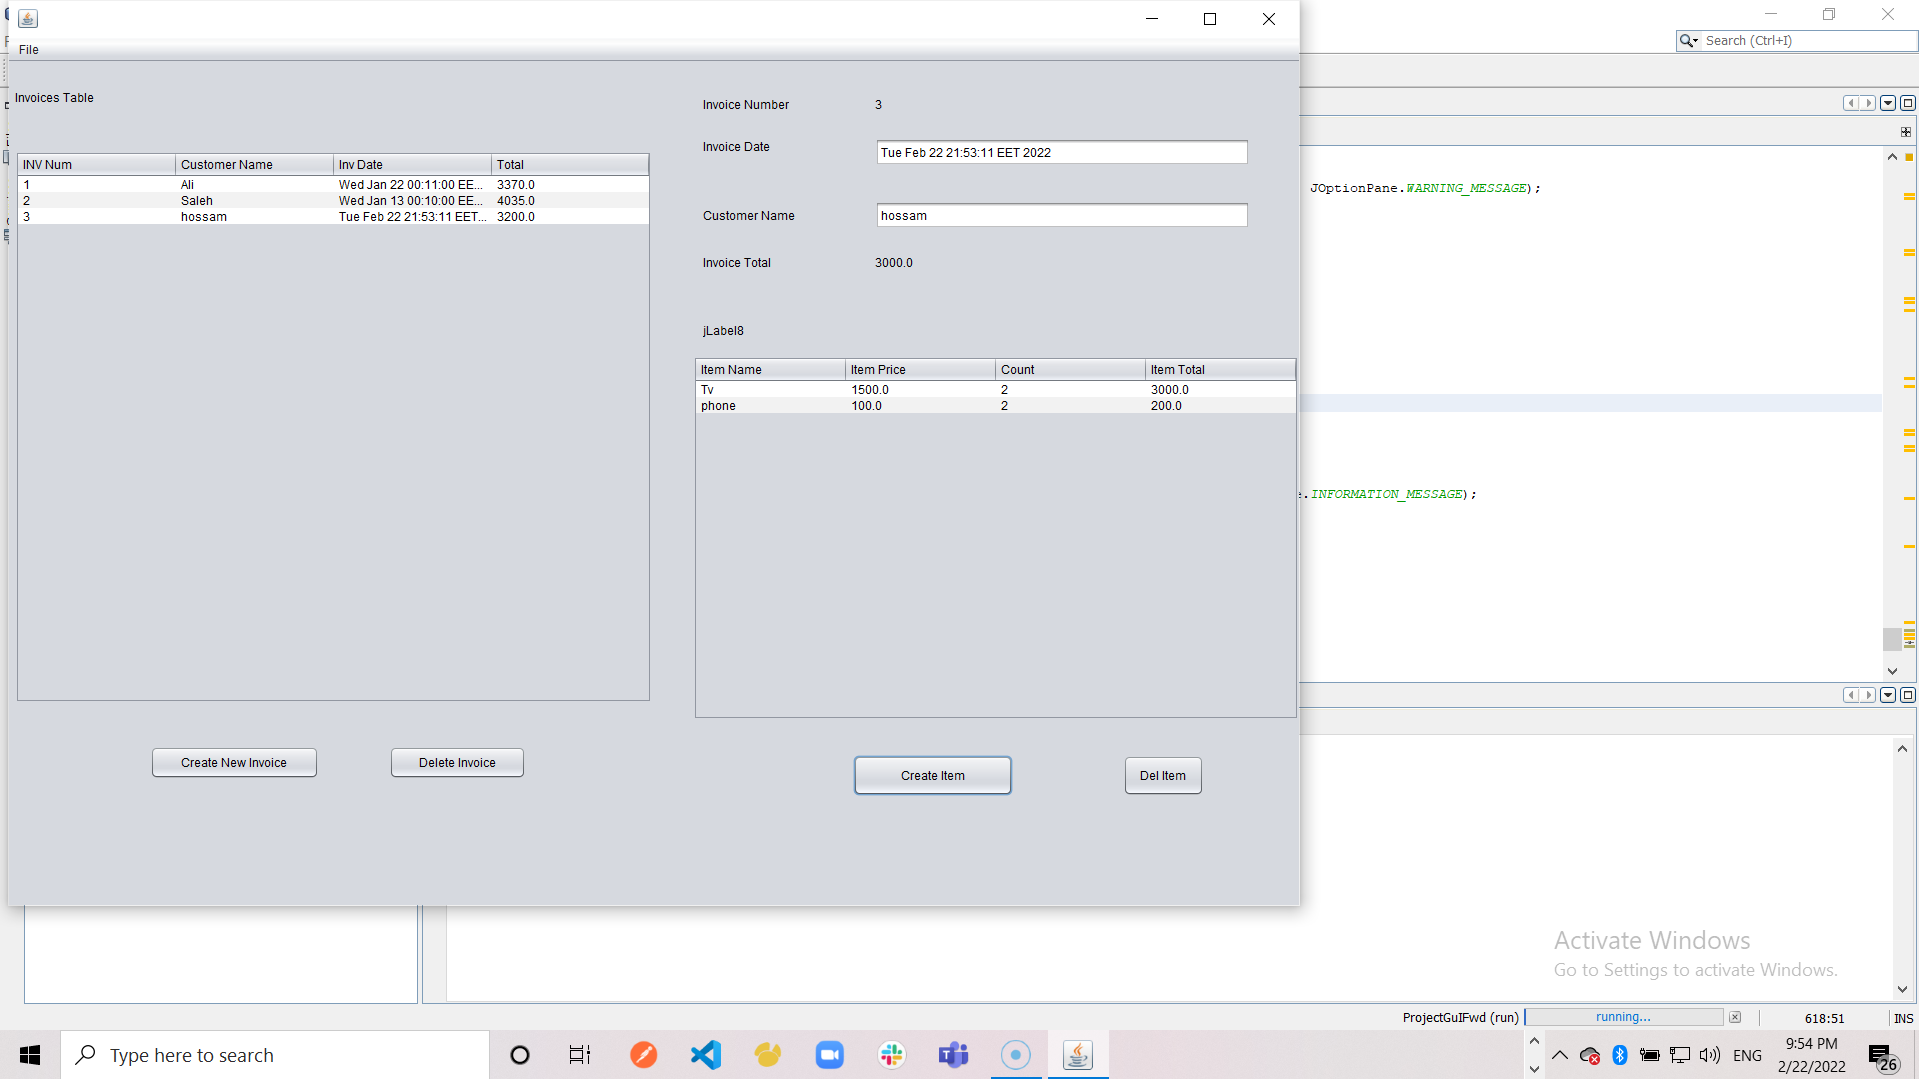 File
Search (Ctrl+I)
Invoices Table
INV Num Customer Name Inv Date Total
1 Ali Wed Jan 22 00:11:00 EE... 3370.0
2 Saleh Wed Jan 13 00:10:00 EE... 4035.0
3 hossam Tue Feb 22 21:53:11 EET... 3200.0
Create New Invoice Delete Invoice
Invoice Number 3
Invoice Date Tue Feb 22 21:53:11 EET 2022
Customer Name hossam
Invoice Total 3000.0
jLabel8
Item Name Item Price Count Item Total
Tv 1500.0 2 3000.0
phone 100.0 2 200.0
Create Item Del Item
JOptionPane.WARNING_MESSAGE);
.INFORMATION_MESSAGE);
Activate Windows
Go to Settings to activate Windows.
ProjectGuIFwd (run) running... 618:51 INS
Type here to search
ENG
9:54 PM
2/22/2022
26